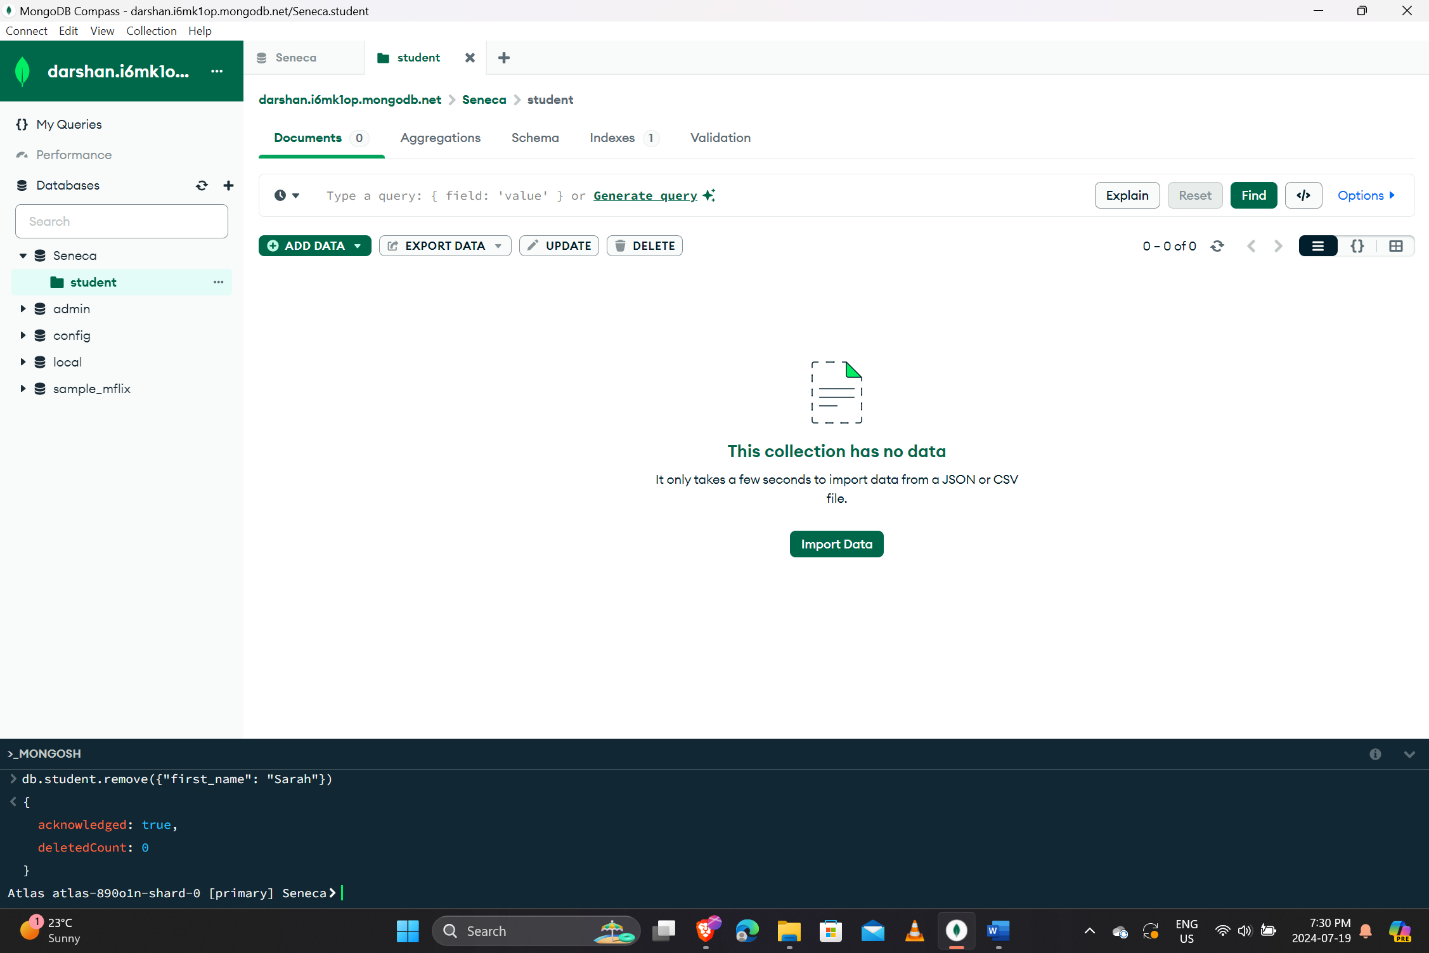 MongoDB Compass - darshan.i6mk1op.mongodb.net/Seneca.student
Connect Edit View Collection Help
darshan.i6mk1o... ...
Seneca student
darshan.i6mk1op.mongodb.net > Seneca > student
{} My Queries
Performance
Databases
Search
Seneca
student ...
admin
config
local
sample_mflix
Documents 0 Aggregations Schema Indexes 1 Validation
Type a query: { field: 'value' } or Generate query Explain Reset Find </> Options
ADD DATA EXPORT DATA UPDATE DELETE 0 – 0 of 0 {}
This collection has no data
It only takes a few seconds to import data from a JSON or CSV
file.
Import Data
>_MONGOSH
> db.student.remove({"first_name": "Sarah"})
< {
acknowledged: true,
deletedCount: 0
}
Atlas atlas-890o1n-shard-0 [primary] Seneca>
1 23°C
Sunny
Search
W
PRE
ENG
US
7:30 PM
2024-07-19